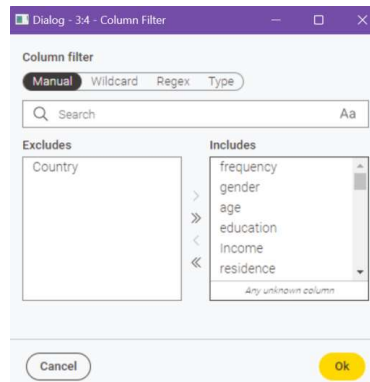 Dialog - 3:4 - Column Filter
Column filter
Manual Wildcard Regex Type
Search Aa
Excludes
Country
Includes
frequency
gender
age
education
Income
residence
Any unknown column
Cancel Ok